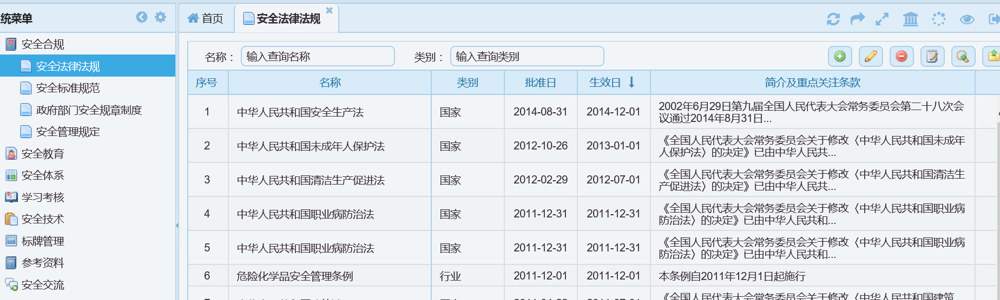 统菜单
首页
安全法律法规
安全合规
安全法律法规
安全标准规范
政府部门安全规章制度
安全管理规定
安全教育
安全体系
学习考核
安全技术
标牌管理
参考资料
安全交流
名称： 输入查询名称 类别： 输入查询类别
序号 名称 类别 批准日 生效日 ↓ 简介及重点关注条款
1 中华人民共和国安全生产法 国家 2014-08-31 2014-12-01 2002年6月29日第九届全国人民代表大会常务委员会第二十八次会
议通过2014年8月31日...
2 中华人民共和国未成年人保护法 国家 2012-10-26 2013-01-01 《全国人民代表大会常务委员会关于修改〈中华人民共和国未成年
人保护法〉的决定》已由中华人民共...
3 中华人民共和国清洁生产促进法 国家 2012-02-29 2012-07-01 《全国人民代表大会常务委员会关于修改〈中华人民共和国清洁生
产促进法〉的决定》已由中华人民共...
4 中华人民共和国职业病防治法 国家 2011-12-31 2011-12-31 《全国人民代表大会常务委员会关于修改〈中华人民共和国职业病
防治法〉的决定》已由中华人民共和...
5 中华人民共和国职业病防治法 国家 2011-12-31 2011-12-31 《全国人民代表大会常务委员会关于修改〈中华人民共和国职业病
防治法〉的决定》已由中华人民共和...
6 危险化学品安全管理条例 行业 2011-12-01 2011-12-01 本条例自2011年12月1日起施行
《全国人民代表大会常务委员会关于修改〈中华人民共和国建筑